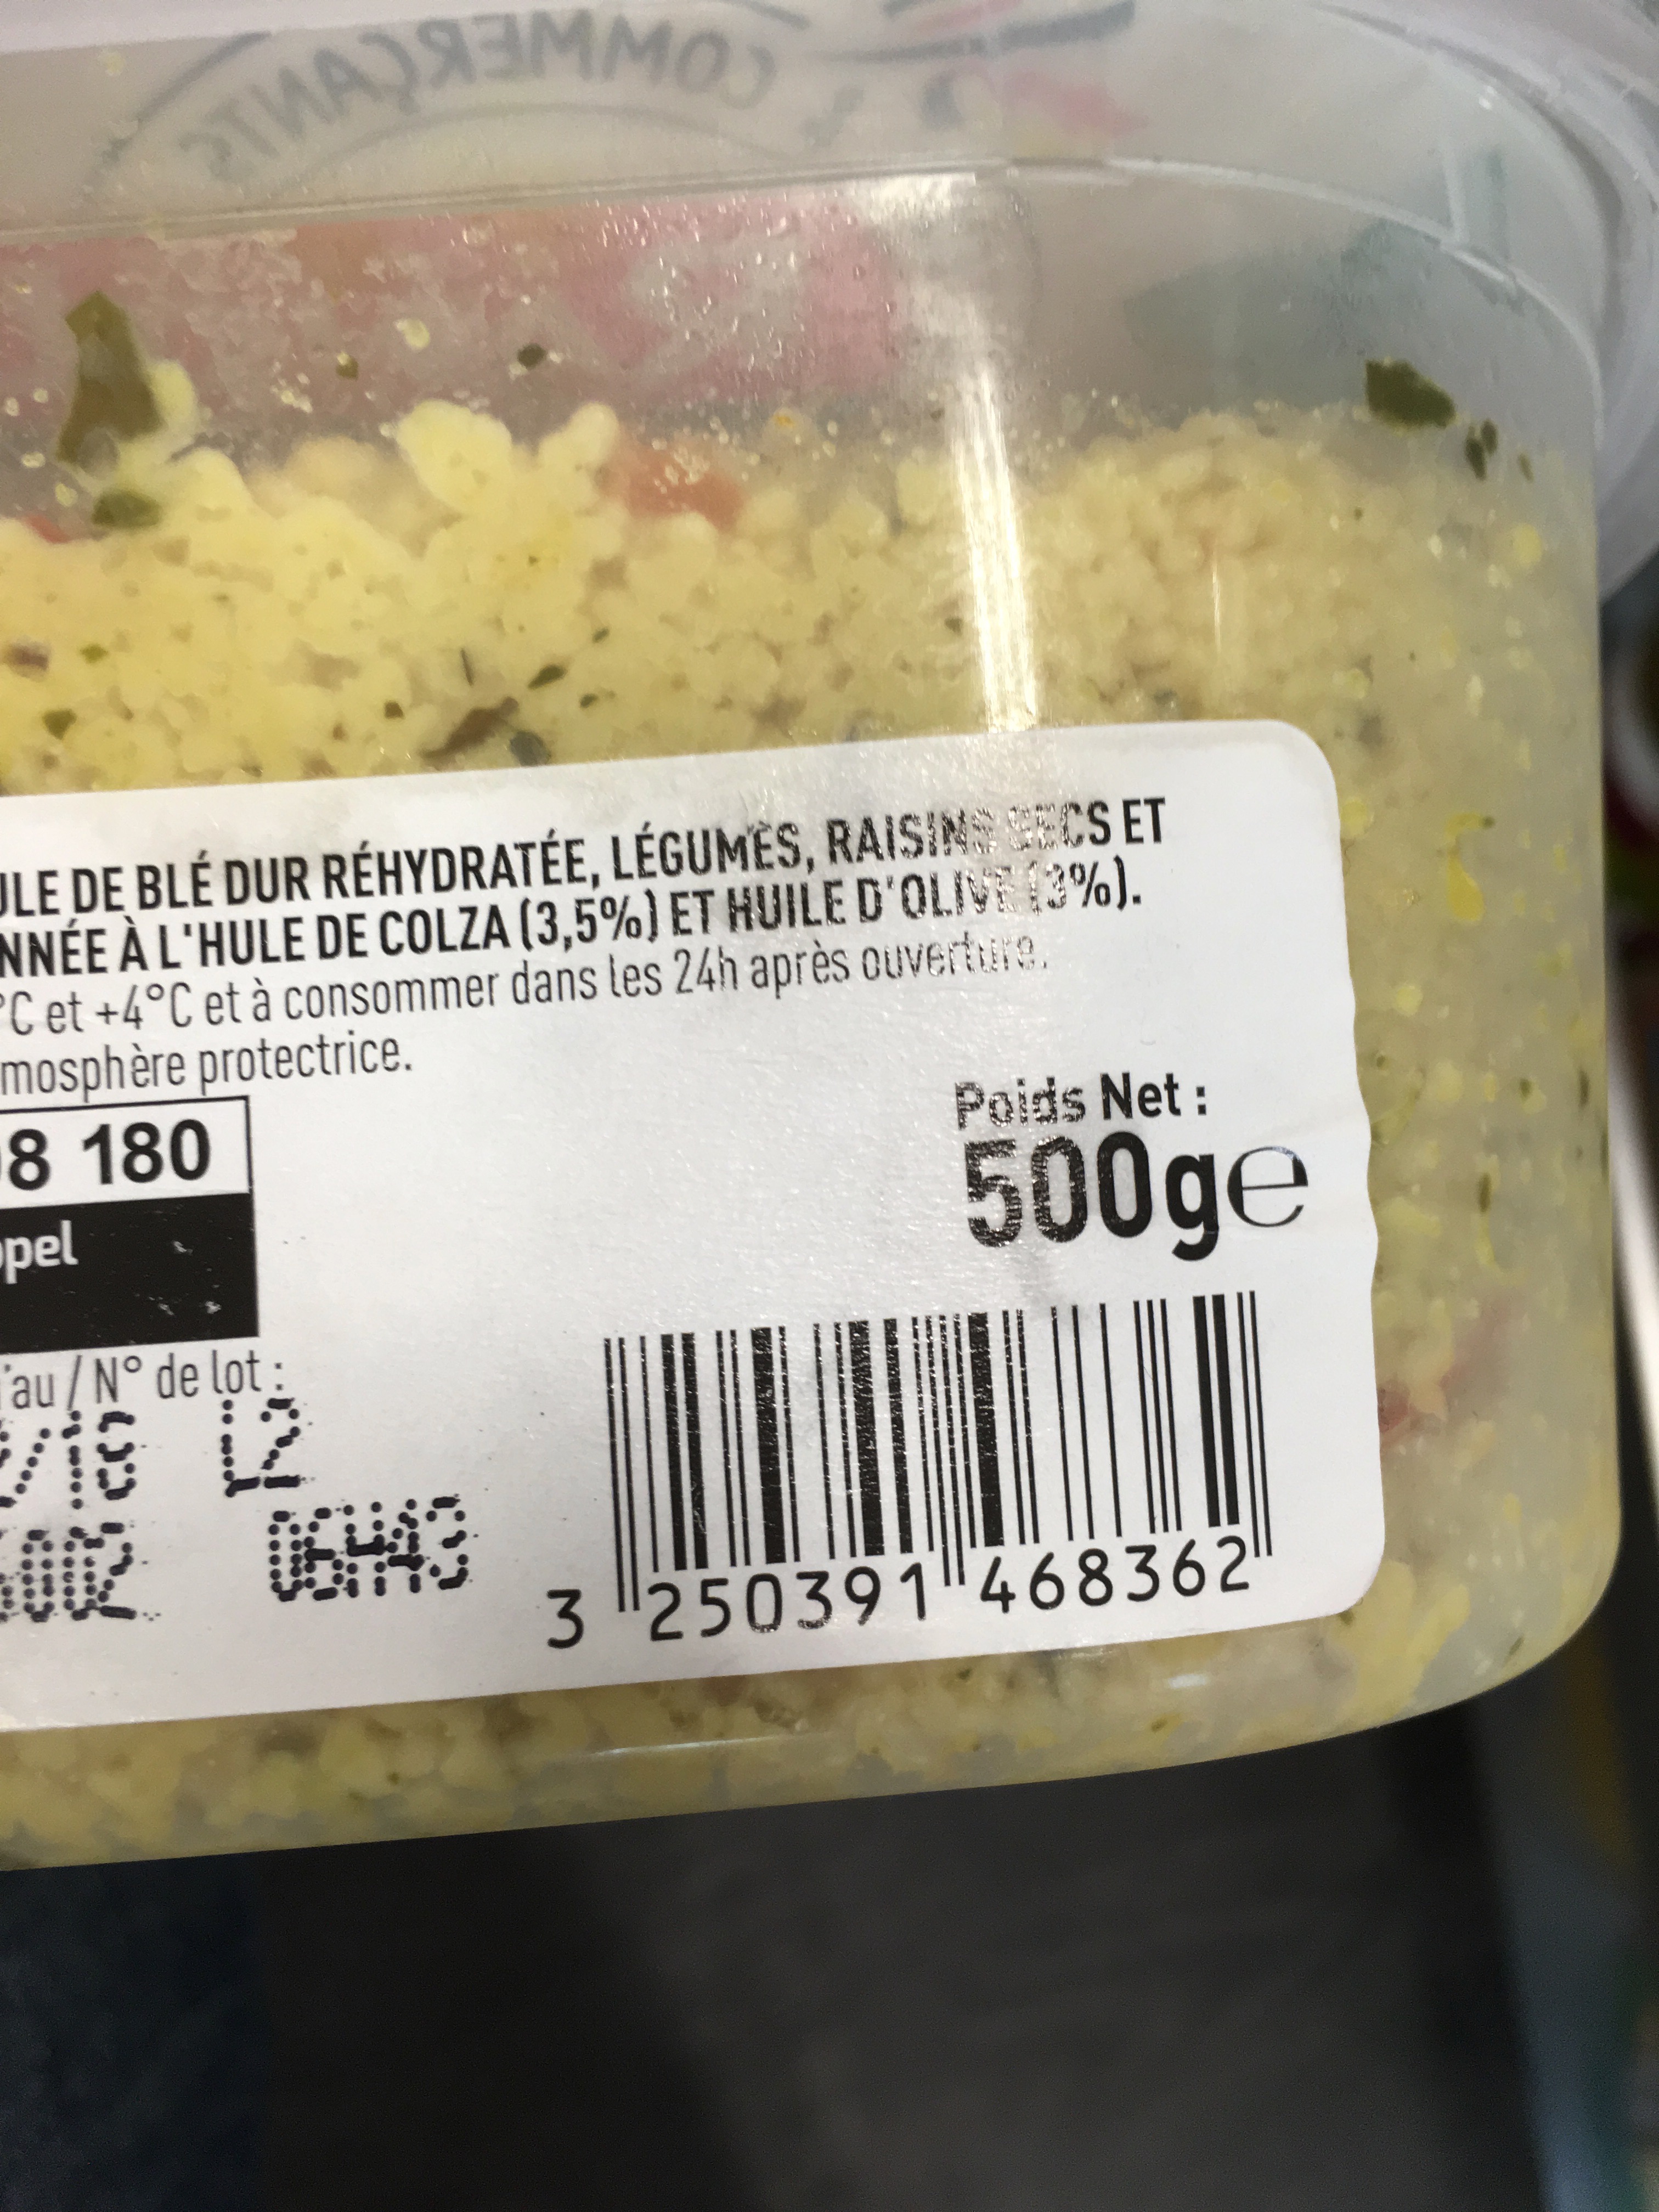 COMMERÇANTS
ULE DE BLÉ DUR RÉHYDRATÉE, LÉGUMES, RAISINS SECS ET
NNÉE À L'HULE DE COLZA (3,5%) ET HUILE D'OLIVE (3%).
°C et +4°C et à consommer dans les 24h après ouverture.
mosphère protectrice.
8 180
ppel
Poids Net :
500g℮
'au / N° de lot :
L2
06H43
3 250391 468362